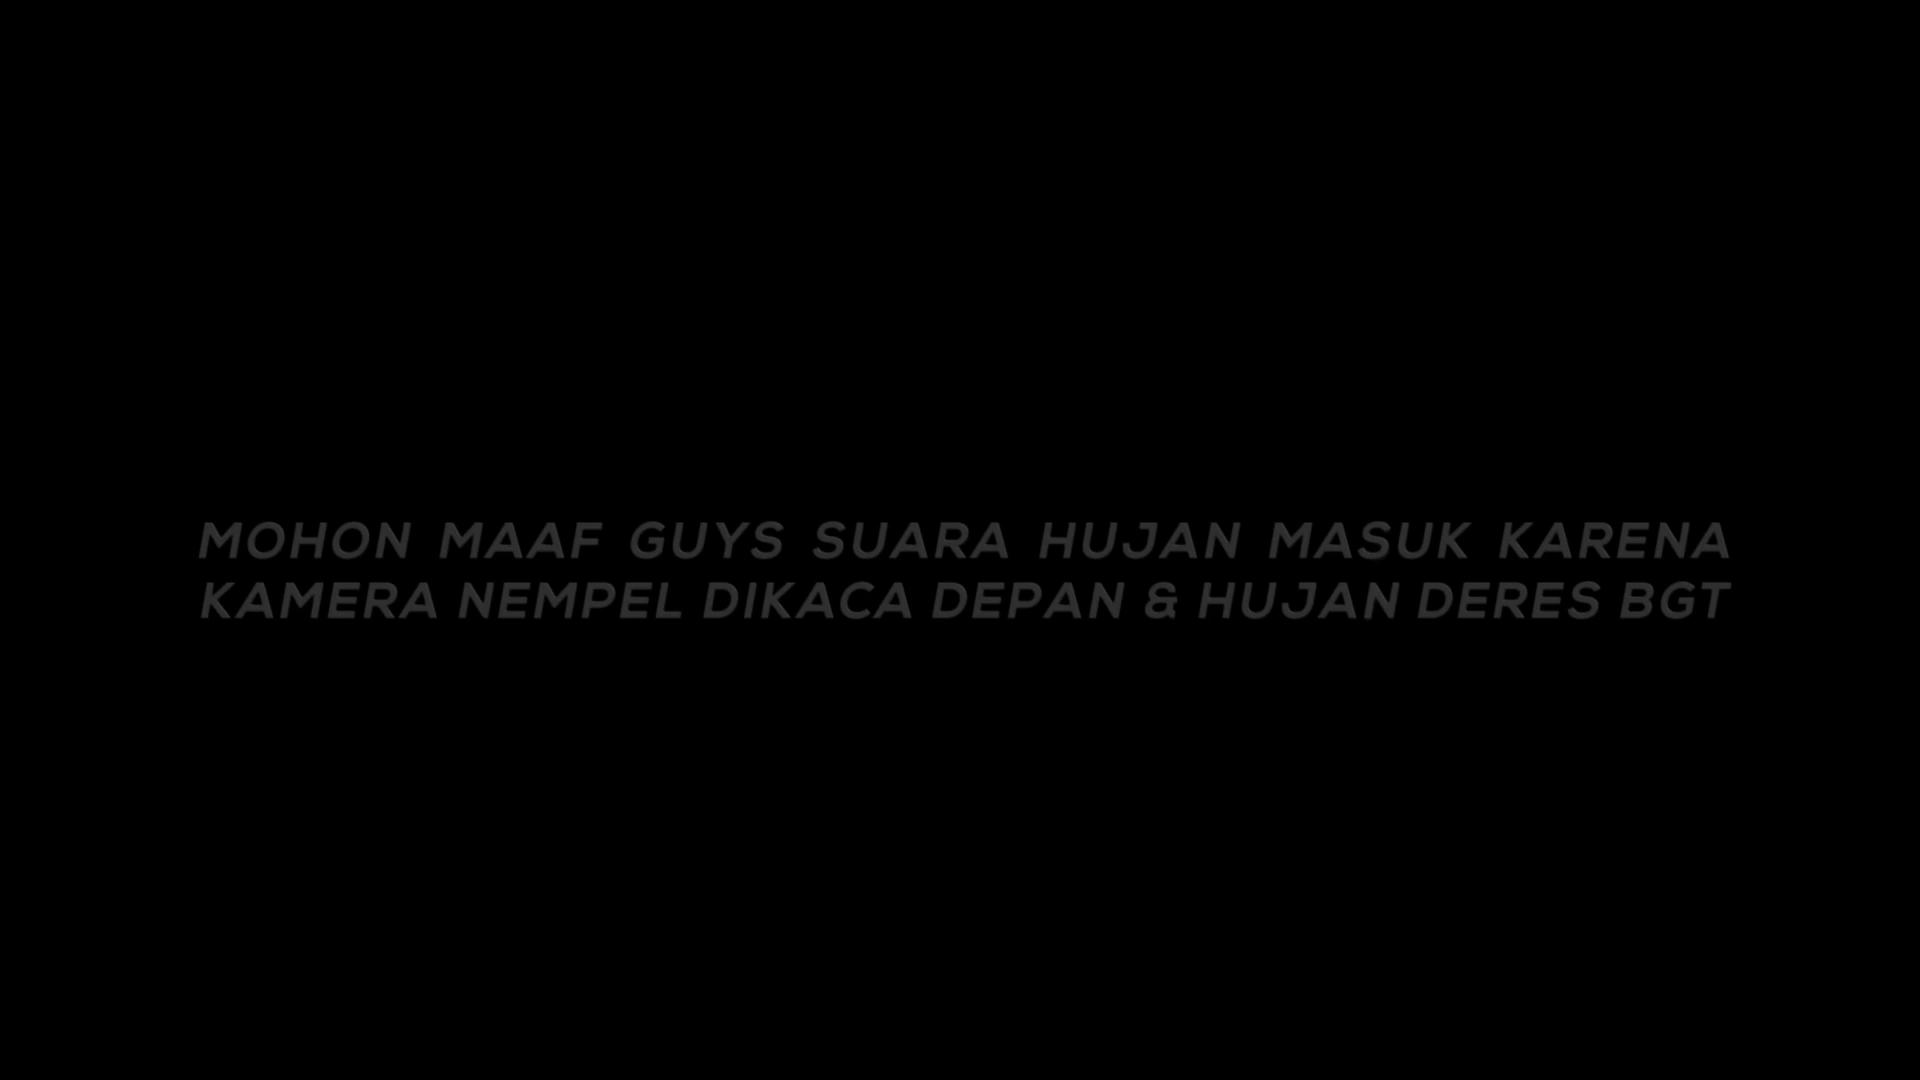 MOHON MAAF GUYS SUARA HUJAN MASUK KARENA
KAMERA NEMPEL DIKACA DEPAN & HUJAN DERES BGT